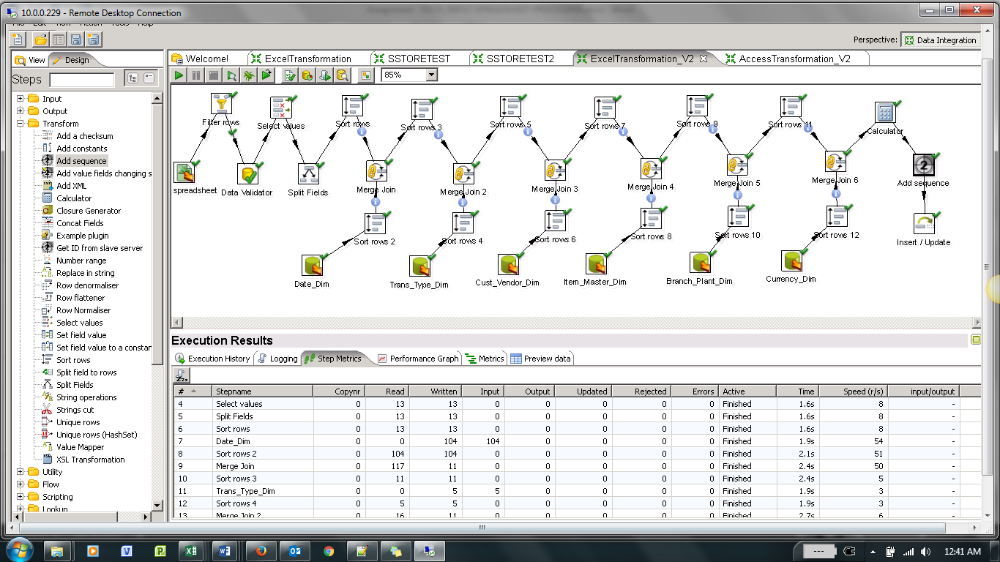 10.0.0.229 - Remote Desktop Connection
Perspective: Data Integration
View Design
Steps
Welcome! ExcelTransformation SSTORETEST SSTORETEST2 ExcelTransformation_V2 AccessTransformation_V2
85%
Input
Output
Transform
Add a checksum
Add constants
Add sequence
Add value fields changing s
Add XML
Calculator
Closure Generator
Concat Fields
Example plugin
Get ID from slave server
Number range
Replace in string
Row denormaliser
Row flattener
Row Normaliser
Select values
Set field value
Set field value to a constan
Sort rows
Split field to rows
Split Fields
String operations
Strings cut
Unique rows
Unique rows (HashSet)
Value Mapper
XSL Transformation
Utility
Flow
Scripting
Lookup
Filter rows Select values Sort rows Sort rows 3 Sort rows 5 Sort rows 7 Sort rows 9 Sort rows 11 Calculator
spreadsheet Data Validator Split Fields Merge Join Merge Join 2 Merge Join 3 Merge Join 4 Merge Join 5 Merge Join 6 Add sequence
Sort rows 2 Sort rows 4 Sort rows 6 Sort rows 8 Sort rows 10 Sort rows 12 Insert / Update
Date_Dim Trans_Type_Dim Cust_Vendor_Dim Item_Master_Dim Branch_Plant_Dim Currency_Dim
Execution Results
Execution History Logging Step Metrics Performance Graph Metrics Preview data
# Stepname Copynr Read Written Input Output Updated Rejected Errors Active Time Speed (r/s) input/output
4 Select values 0 13 13 0 0 0 0 0 Finished 1.6s 8 -
5 Split Fields 0 13 13 0 0 0 0 0 Finished 1.6s 8 -
6 Sort rows 0 13 13 0 0 0 0 0 Finished 1.6s 8 -
7 Date_Dim 0 0 104 104 0 0 0 0 Finished 1.9s 54 -
8 Sort rows 2 0 104 104 0 0 0 0 0 Finished 2.1s 51 -
9 Merge Join 0 117 11 0 0 0 0 0 Finished 2.4s 50 -
10 Sort rows 3 0 11 11 0 0 0 0 0 Finished 2.4s 5 -
11 Trans_Type_Dim 0 0 5 5 0 0 0 0 Finished 1.9s 3 -
12 Sort rows 4 0 5 5 0 0 0 0 0 Finished 1.9s 3 -
13 Merge Join 2 0 16 11 0 0 0 0 0 Finished 2.7s 6 -
12:41 AM